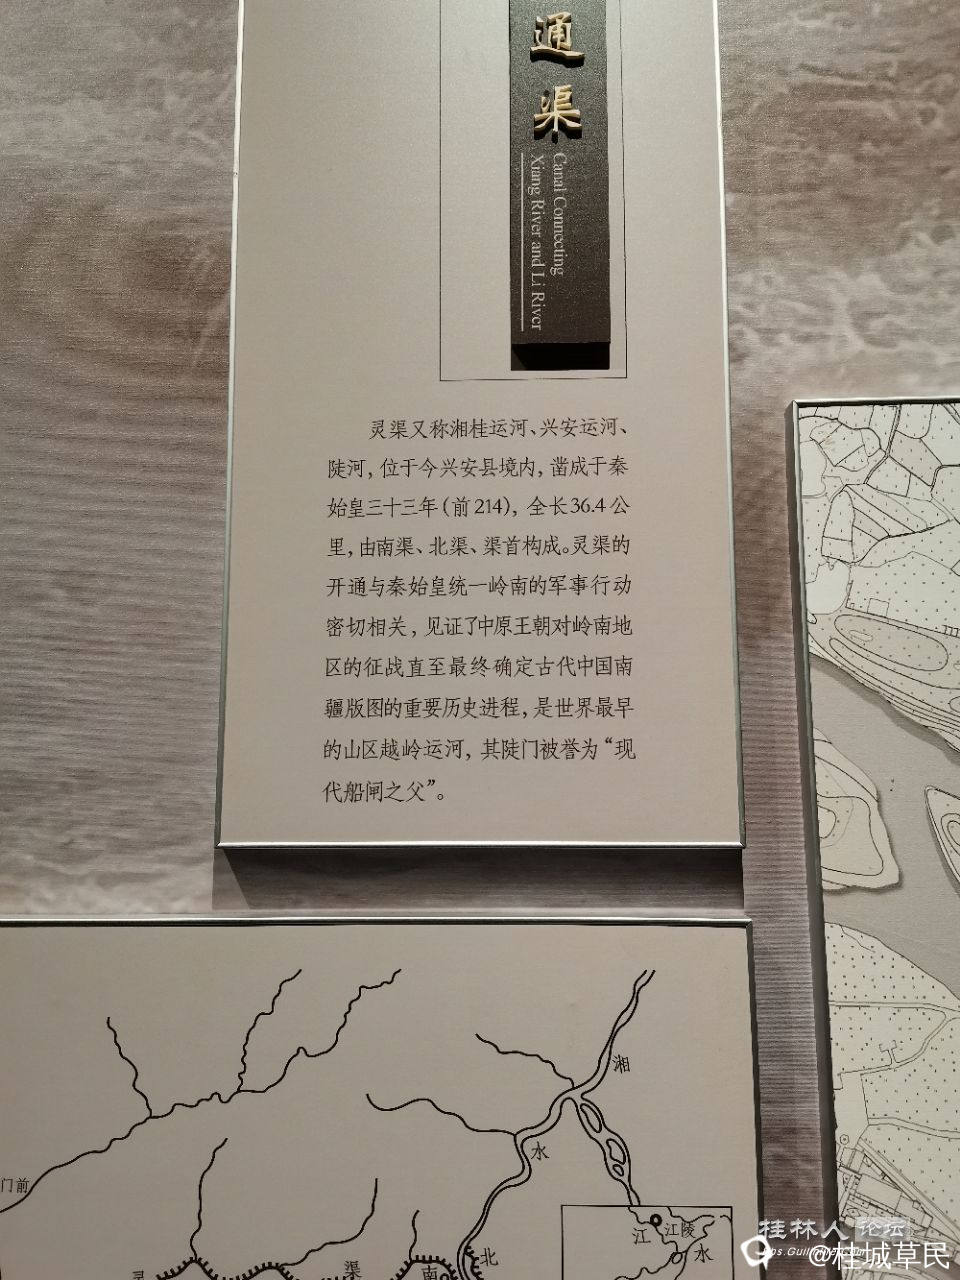 通渠
Canal Connecting
Xiang River and Li River
灵渠又称湘桂运河、兴安运河、
陡河，位于今兴安县境内，凿成于秦
始皇三十三年（前214），全长36.4公
里，由南渠、北渠、渠首构成。灵渠的
开通与秦始皇统一岭南的军事行动
密切相关，见证了中原王朝对岭南地
区的征战直至最终确定古代中国南
疆版图的重要历史进程，是世界最早
的山区越岭运河，其陡门被誉为“现
代船闸之父”。
湘
水
门前
江陵
江
水
北
渠
南
灵
桂林人论坛
@桂城草民